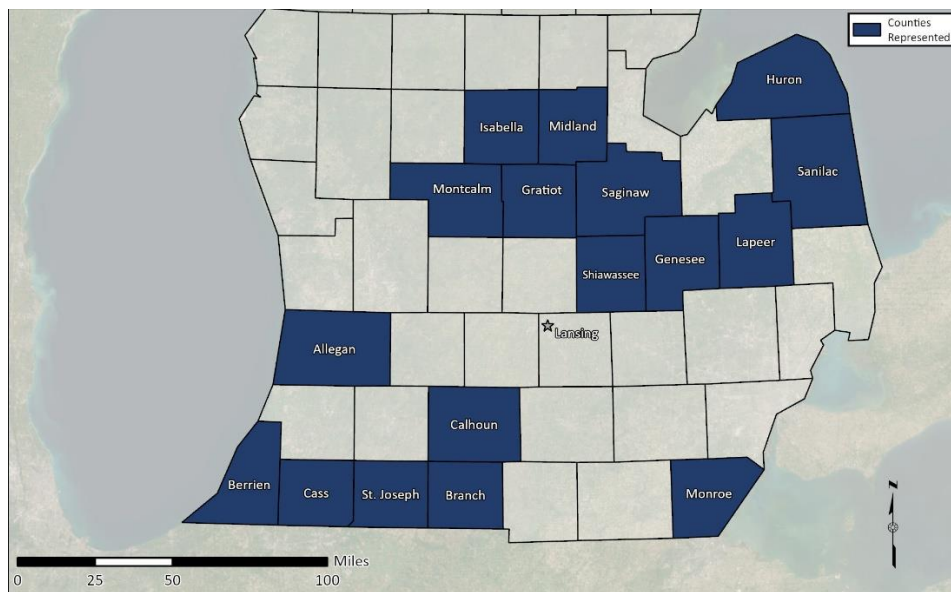 Counties
Represented
Huron
Isabella
Midland
Sanilac
Montcalm
Gratiot
Saginaw
Lapeer
Genesee
Shiawassee
Lansing
Allegan
Calhoun
Berrien
Cass
St. Joseph
Branch
Monroe
N
Miles
0 25 50 100